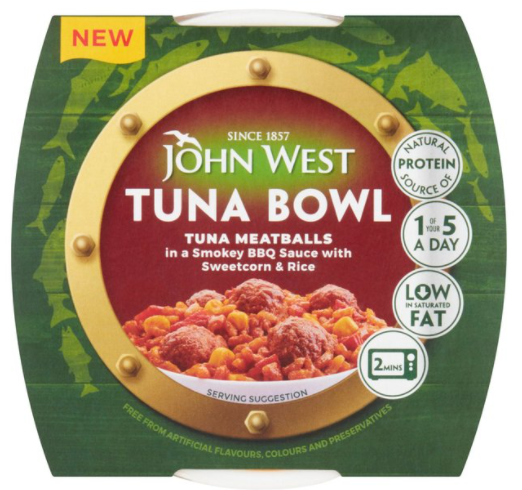 NEW
SINCE 1857
JOHN WEST
TUNA BOWL
TUNA MEATBALLS
in a Smokey BBQ Sauce with
Sweetcorn & Rice
NATURAL
PROTEIN
SOURCE OF
1 OF YOUR 5
A DAY
LOW
IN SATURATED
FAT
2 MINS
SERVING SUGGESTION
FREE FROM ARTIFICIAL FLAVOURS, COLOURS AND PRESERVATIVES